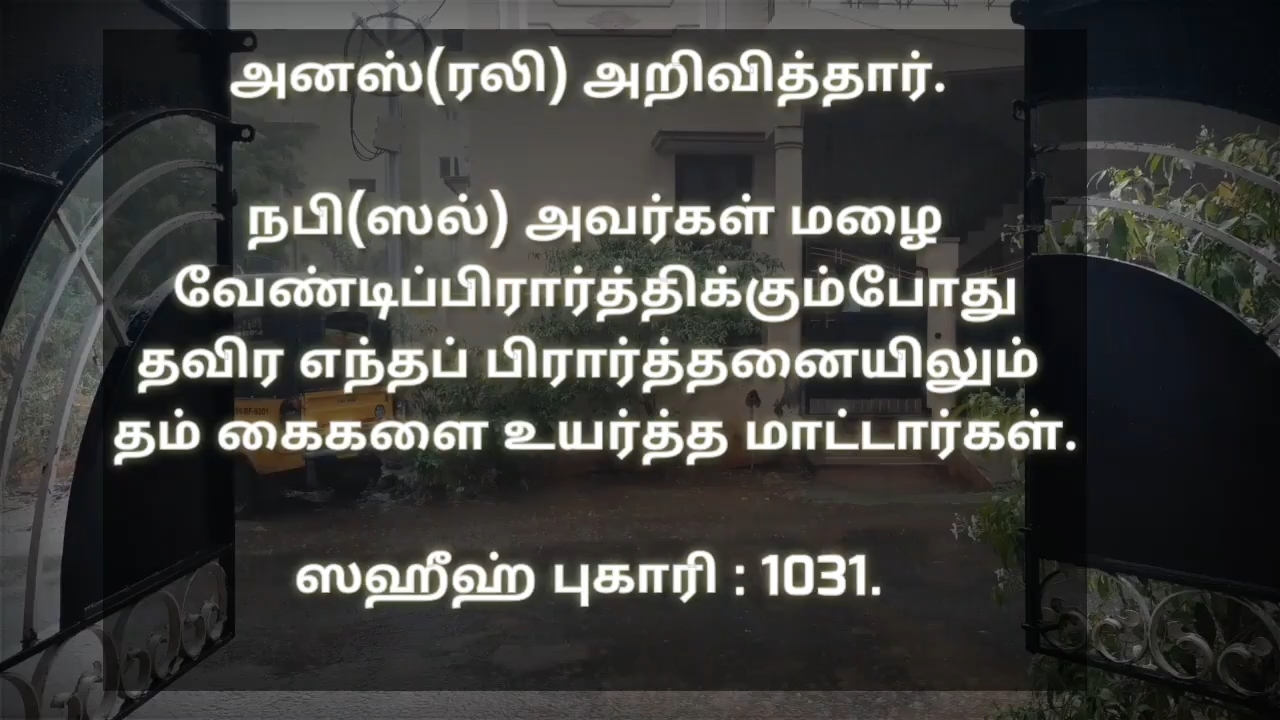 அனஸ்(ரலி) அறிவித்தார்.
நபி(ஸல்) அவர்கள் மழை
வேண்டிப்பிரார்த்திக்கும்போது
தவிர எந்தப் பிரார்த்தனையிலும்
தம் கைகளை உயர்த்த மாட்டார்கள்.
ஸஹீஹ் புகாரி : 1031.